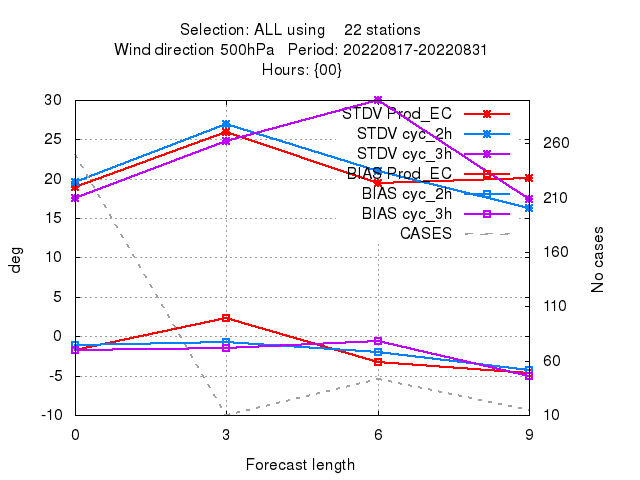 Selection: ALL using 22 stations
Wind direction 500hPa Period: 20220817-20220831
Hours: {00}
30
25
20
15
10
5
0
-5
-10
deg
STDV Prod_EC
STDV cyc_2h
STDV cyc_3h
BIAS Prod_EC
BIAS cyc_2h
BIAS cyc_3h
CASES
260
210
160
110
60
10
No cases
0 3 6 9
Forecast length